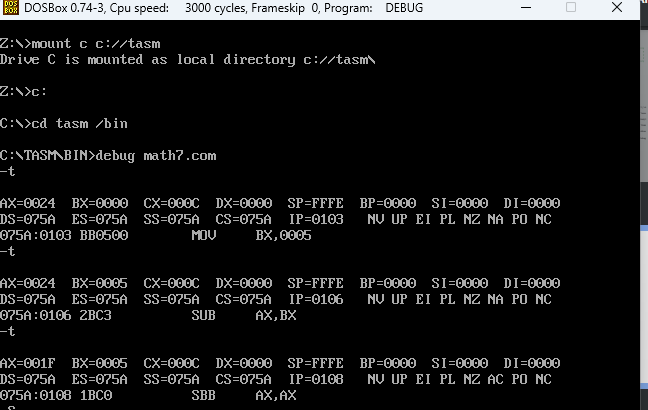 DOSBox 0.74-3, Cpu speed: 3000 cycles, Frameskip 0, Program: DEBUG
Z:\>mount c c://tasm
Drive C is mounted as local directory c://tasm\
Z:\>c:
C:\>cd tasm /bin
C:\TASM\BIN>debug math7.com
-t
AX=0024 BX=0000 CX=000C DX=0000 SP=FFFE BP=0000 SI=0000 DI=0000
DS=075A ES=075A SS=075A CS=075A IP=0103 NV UP EI PL NZ NA PO NC
075A:0103 BB0500 MOV BX,0005
-t
AX=0024 BX=0005 CX=000C DX=0000 SP=FFFE BP=0000 SI=0000 DI=0000
DS=075A ES=075A SS=075A CS=075A IP=0106 NV UP EI PL NZ NA PO NC
075A:0106 2BC3 SUB AX,BX
-t
AX=001F BX=0005 CX=000C DX=0000 SP=FFFE BP=0000 SI=0000 DI=0000
DS=075A ES=075A SS=075A CS=075A IP=0108 NV UP EI PL NZ AC PO NC
075A:0108 1BC0 SBB AX,AX